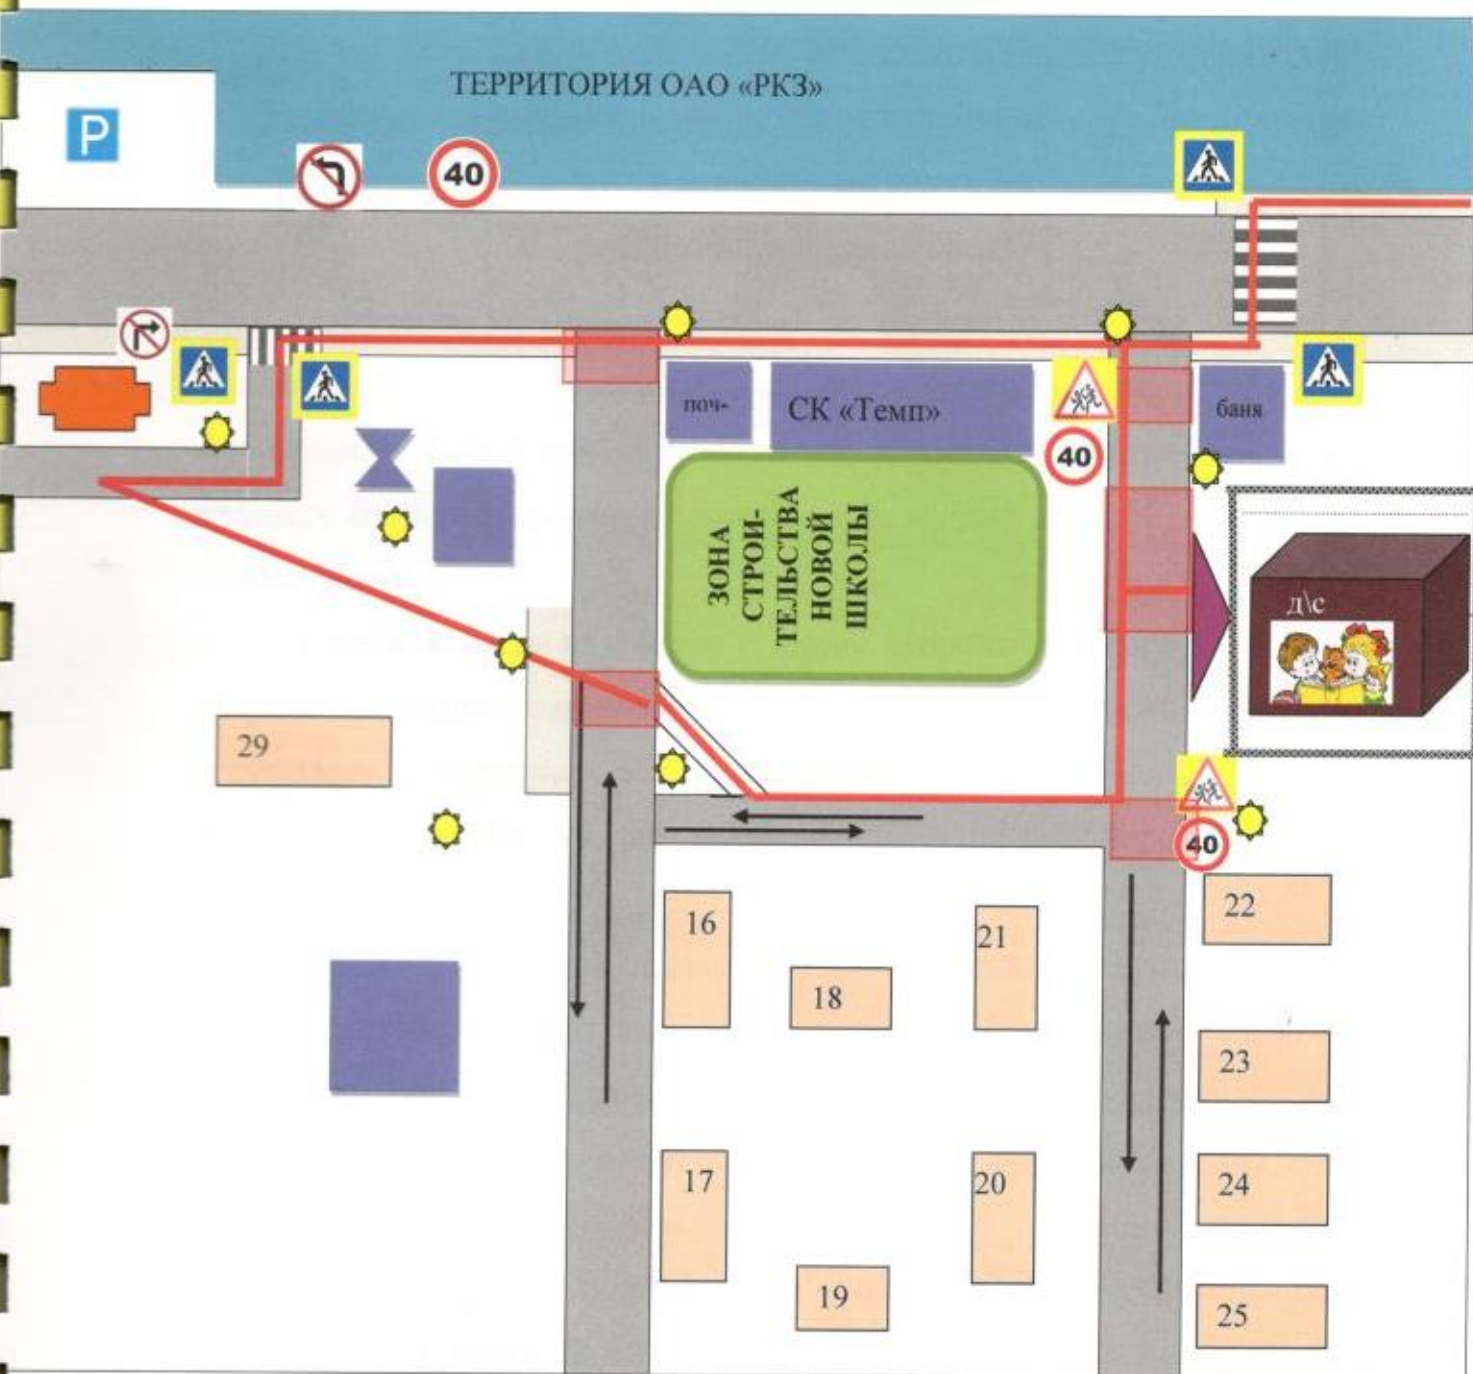 ТЕРРИТОРИЯ ОАО «РКЗ»
P
40
поч-
СК «Темп»
баня
40
ЗОНА
СТРОИ-
ТЕЛЬСТВА
НОВОЙ
ШКОЛЫ
д\с
29
40
16
21
22
18
23
17
20
24
19
25